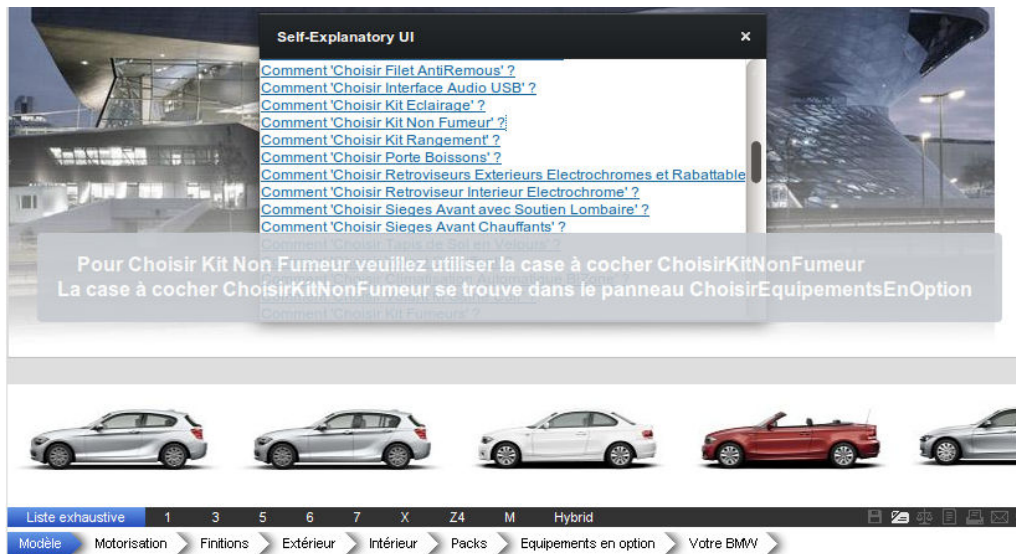 Self-Explanatory UI
×
Comment 'Choisir Filet AntiRemous' ?
Comment 'Choisir Interface Audio USB' ?
Comment 'Choisir Kit Eclairage' ?
Comment 'Choisir Kit Non Fumeur' ?
Comment 'Choisir Kit Rangement' ?
Comment 'Choisir Porte Boissons' ?
Comment 'Choisir Retroviseurs Exterieurs Electrochromes et Rabattable
Comment 'Choisir Retroviseur Interieur Electrochrome' ?
Comment 'Choisir Sieges Avant avec Soutien Lombaire' ?
Comment 'Choisir Sieges Avant Chauffants' ?
Comment 'Choisir Tapis de Sol en Velours' ?
Pour Choisir Kit Non Fumeur veuillez utiliser la case à cocher ChoisirKitNonFumeur
La case à cocher ChoisirKitNonFumeur se trouve dans le panneau ChoisirEquipementsEnOption
Comment 'Choisir Kit Fumeurs' ?
Liste exhaustive 1 3 5 6 7 X Z4 M Hybrid
Modèle Motorisation Finitions Extérieur Intérieur Packs Equipements en option Votre BMW